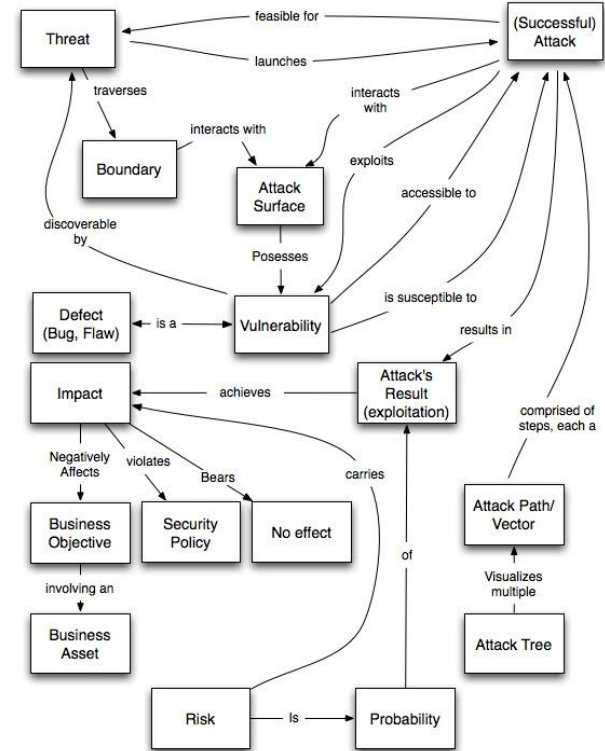 feasible for
Threat
(Successful)
Attack
launches
traverses
interacts
with
interacts with
Boundary
exploits
Attack
Surface
accessible to
discoverable
by
Posesses
is susceptible to
Defect
(Bug, Flaw)
is a
Vulnerability
results in
Impact
achieves
Attack's
Result
(exploitation)
comprised of
steps, each a
Negatively
Affects
violates
Bears
carries
Business
Objective
Security
Policy
No effect
Attack Path/
Vector
of
involving an
Visualizes
multiple
Business
Asset
Attack Tree
Risk
Is
Probability